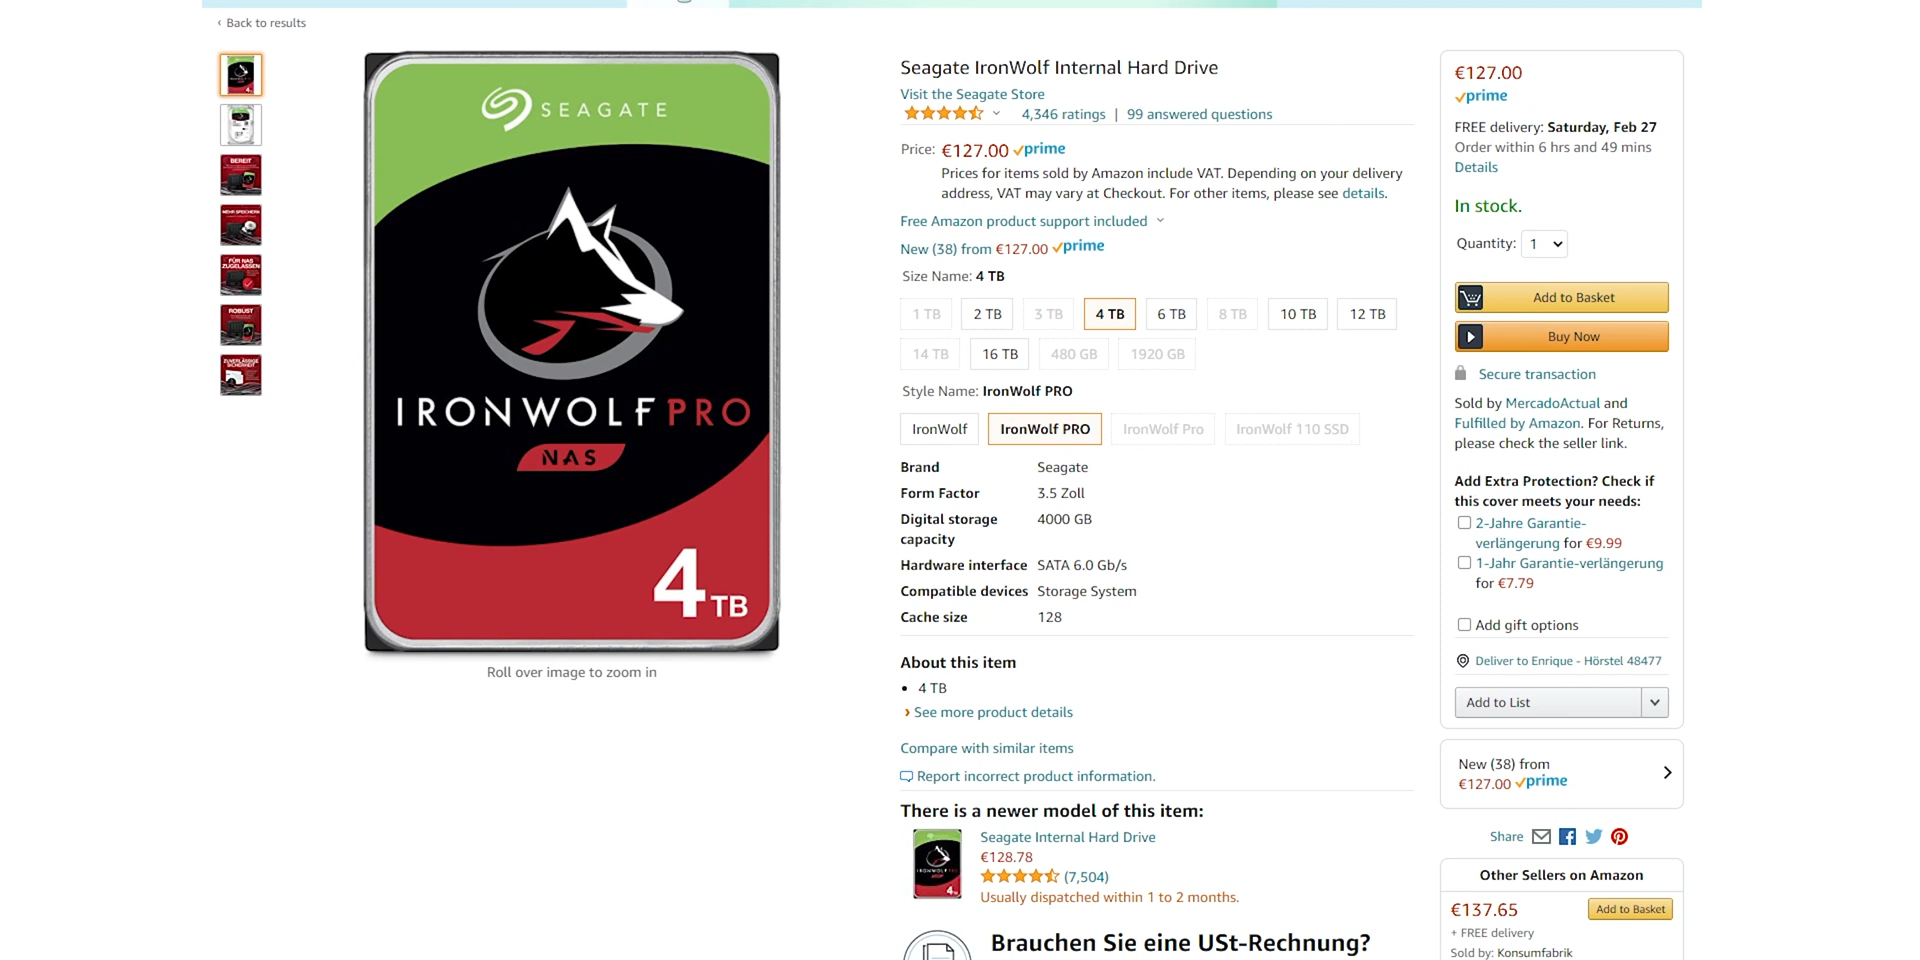 ‹ Back to results
SEAGATE
IRONWOLF PRO
NAS
4 TB
Roll over image to zoom in
BEREIT
MEHR SPEICHERN
FÜR NAS
ZUGELASSEN
ROBUST
ZUVERLÄSSIGE
SICHERHEIT
Seagate IronWolf Internal Hard Drive
Visit the Seagate Store
4,346 ratings | 99 answered questions
Price: €127.00 prime
Prices for items sold by Amazon include VAT. Depending on your delivery
address, VAT may vary at Checkout. For other items, please see details.
Free Amazon product support included
New (38) from €127.00 prime
Size Name: 4 TB
1 TB 2 TB 3 TB 4 TB 6 TB 8 TB 10 TB 12 TB
14 TB 16 TB 480 GB 1920 GB
Style Name: IronWolf PRO
IronWolf IronWolf PRO IronWolf Pro IronWolf 110 SSD
Brand Seagate
Form Factor 3.5 Zoll
Digital storage 4000 GB
capacity
Hardware interface SATA 6.0 Gb/s
Compatible devices Storage System
Cache size 128
About this item
• 4 TB
› See more product details
Compare with similar items
Report incorrect product information.
There is a newer model of this item:
Seagate Internal Hard Drive
€128.78
(7,504)
Usually dispatched within 1 to 2 months.
Brauchen Sie eine USt-Rechnung?
€127.00
prime
FREE delivery: Saturday, Feb 27
Order within 6 hrs and 49 mins
Details
In stock.
Quantity: 1
Add to Basket
Buy Now
Secure transaction
Sold by MercadoActual and
Fulfilled by Amazon. For Returns,
please check the seller link.
Add Extra Protection? Check if
this cover meets your needs:
2-Jahre Garantie-
verlängerung for €9.99
1-Jahr Garantie-verlängerung
for €7.79
Add gift options
Deliver to Enrique - Hörstel 48477
Add to List
New (38) from
€127.00 prime
Share
Other Sellers on Amazon
€137.65 Add to Basket
+ FREE delivery
Sold by: Konsumfabrik